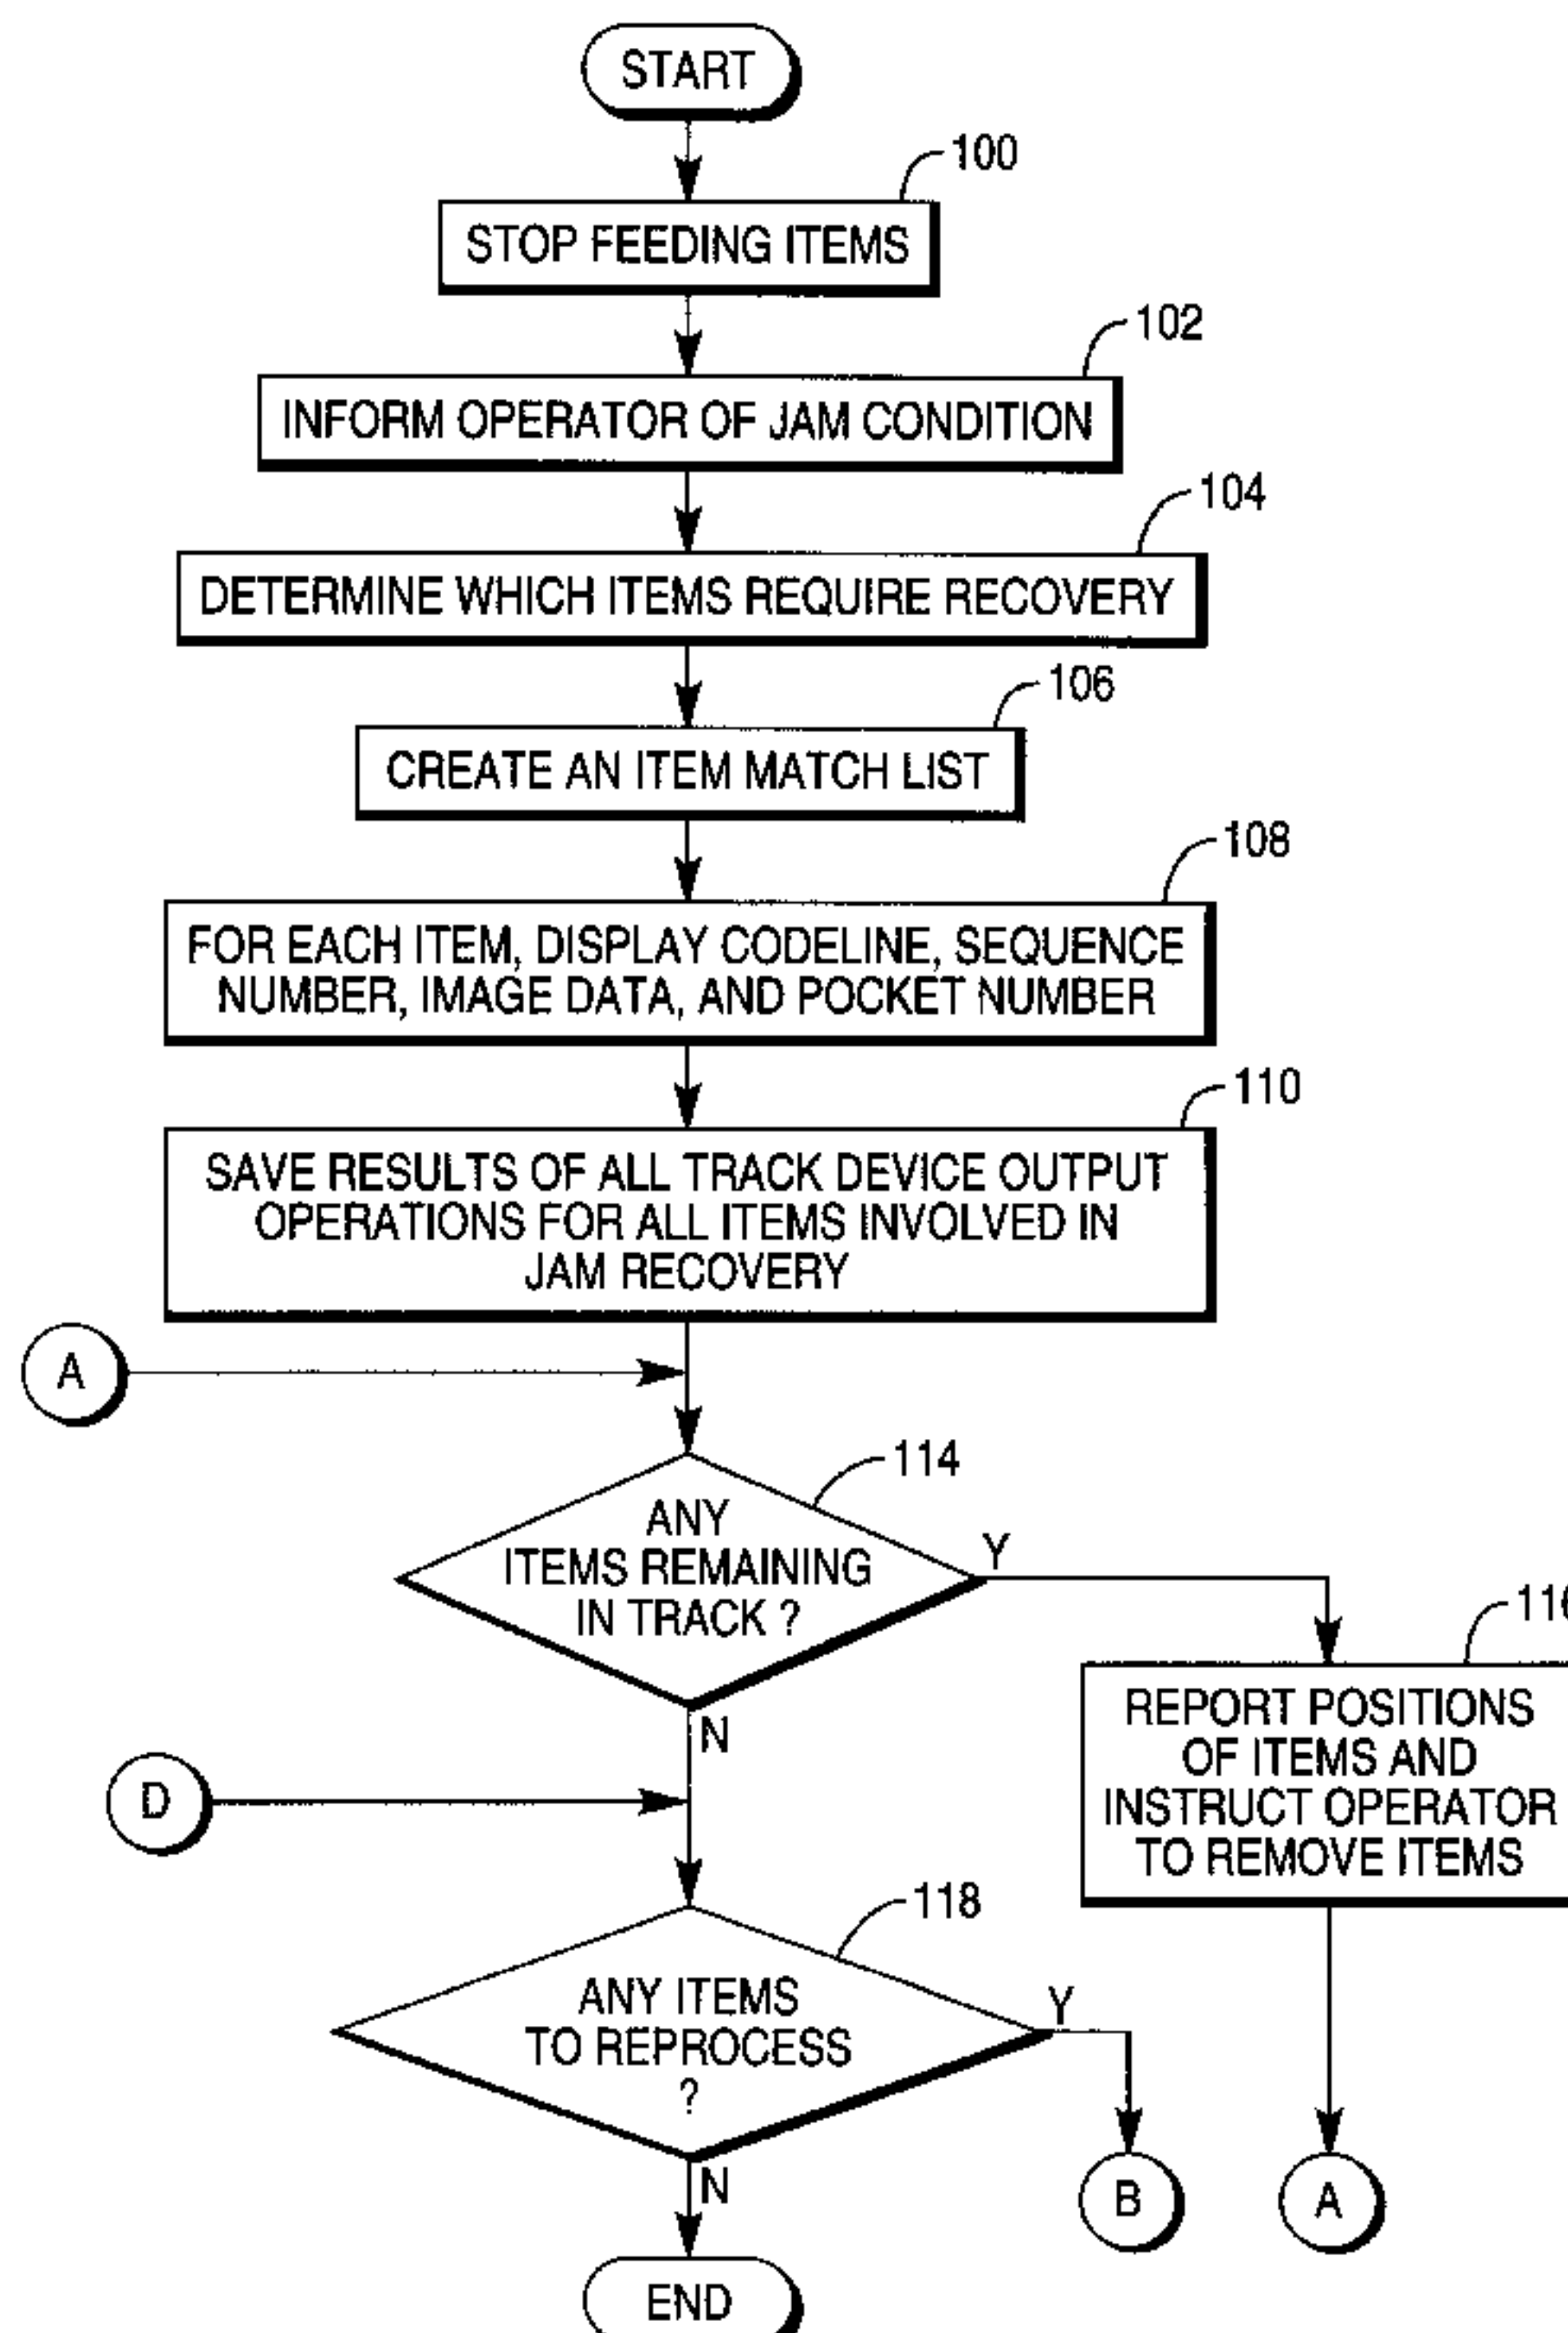 START
100
STOP FEEDING ITEMS
102
INFORM OPERATOR OF JAM CONDITION
104
DETERMINE WHICH ITEMS REQUIRE RECOVERY
106
CREATE AN ITEM MATCH LIST
108
FOR EACH ITEM, DISPLAY CODELINE, SEQUENCE
NUMBER, IMAGE DATA, AND POCKET NUMBER
110
SAVE RESULTS OF ALL TRACK DEVICE OUTPUT
OPERATIONS FOR ALL ITEMS INVOLVED IN
JAM RECOVERY
A
114
ANY
ITEMS REMAINING
IN TRACK ?
Y
N
REPORT POSITIONS
OF ITEMS AND
INSTRUCT OPERATOR
TO REMOVE ITEMS
D
118
ANY ITEMS
TO REPROCESS
?
Y
N
B
A
END